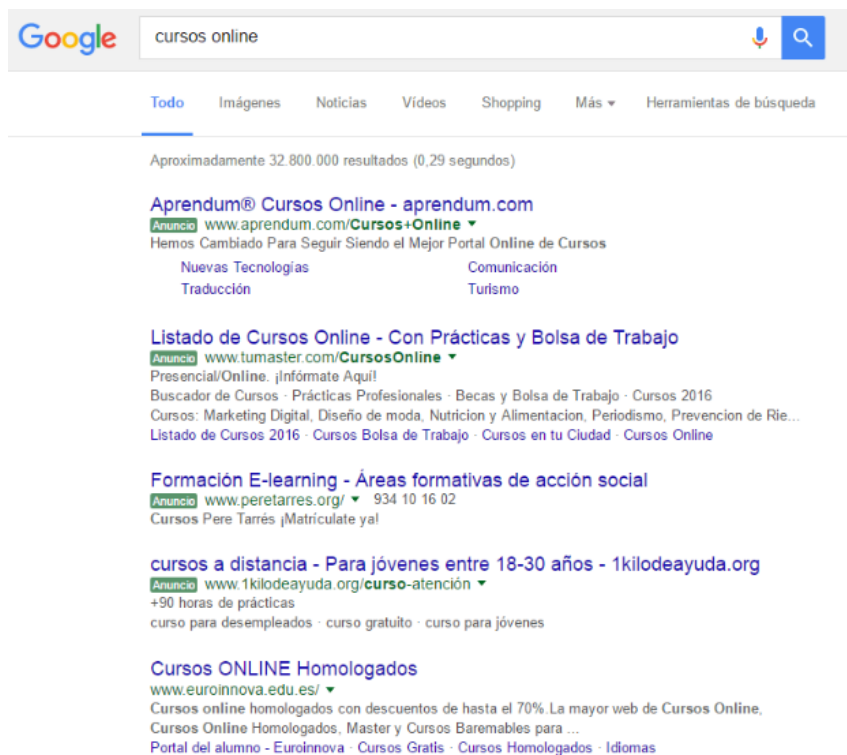 Google cursos online
Todo Imágenes Noticias Vídeos Shopping Más Herramientas de búsqueda
Aproximadamente 32.800.000 resultados (0,29 segundos)
Aprendum® Cursos Online - aprendum.com
Anuncio www.aprendum.com/Cursos+Online
Hemos Cambiado Para Seguir Siendo el Mejor Portal Online de Cursos
Nuevas Tecnologías Comunicación
Traducción Turismo
Listado de Cursos Online - Con Prácticas y Bolsa de Trabajo
Anuncio www.tumaster.com/CursosOnline
Presencial/Online. ¡Infórmate Aquí!
Buscador de Cursos · Prácticas Profesionales · Becas y Bolsa de Trabajo · Cursos 2016
Cursos: Marketing Digital, Diseño de moda, Nutricion y Alimentacion, Periodismo, Prevencion de Rie...
Listado de Cursos 2016 · Cursos Bolsa de Trabajo · Cursos en tu Ciudad · Cursos Online
Formación E-learning - Áreas formativas de acción social
Anuncio www.peretarres.org/ 934 10 16 02
Cursos Pere Tarrés ¡Matrículate ya!
cursos a distancia - Para jóvenes entre 18-30 años - 1kilodeayuda.org
Anuncio www.1kilodeayuda.org/curso-atención
+90 horas de prácticas
curso para desempleados · curso gratuito · curso para jóvenes
Cursos ONLINE Homologados
www.euroinnova.edu.es/
Cursos online homologados con descuentos de hasta el 70%.La mayor web de Cursos Online,
Cursos Online Homologados, Master y Cursos Baremables para ...
Portal del alumno - Euroinnova · Cursos Gratis · Cursos Homologados · Idiomas